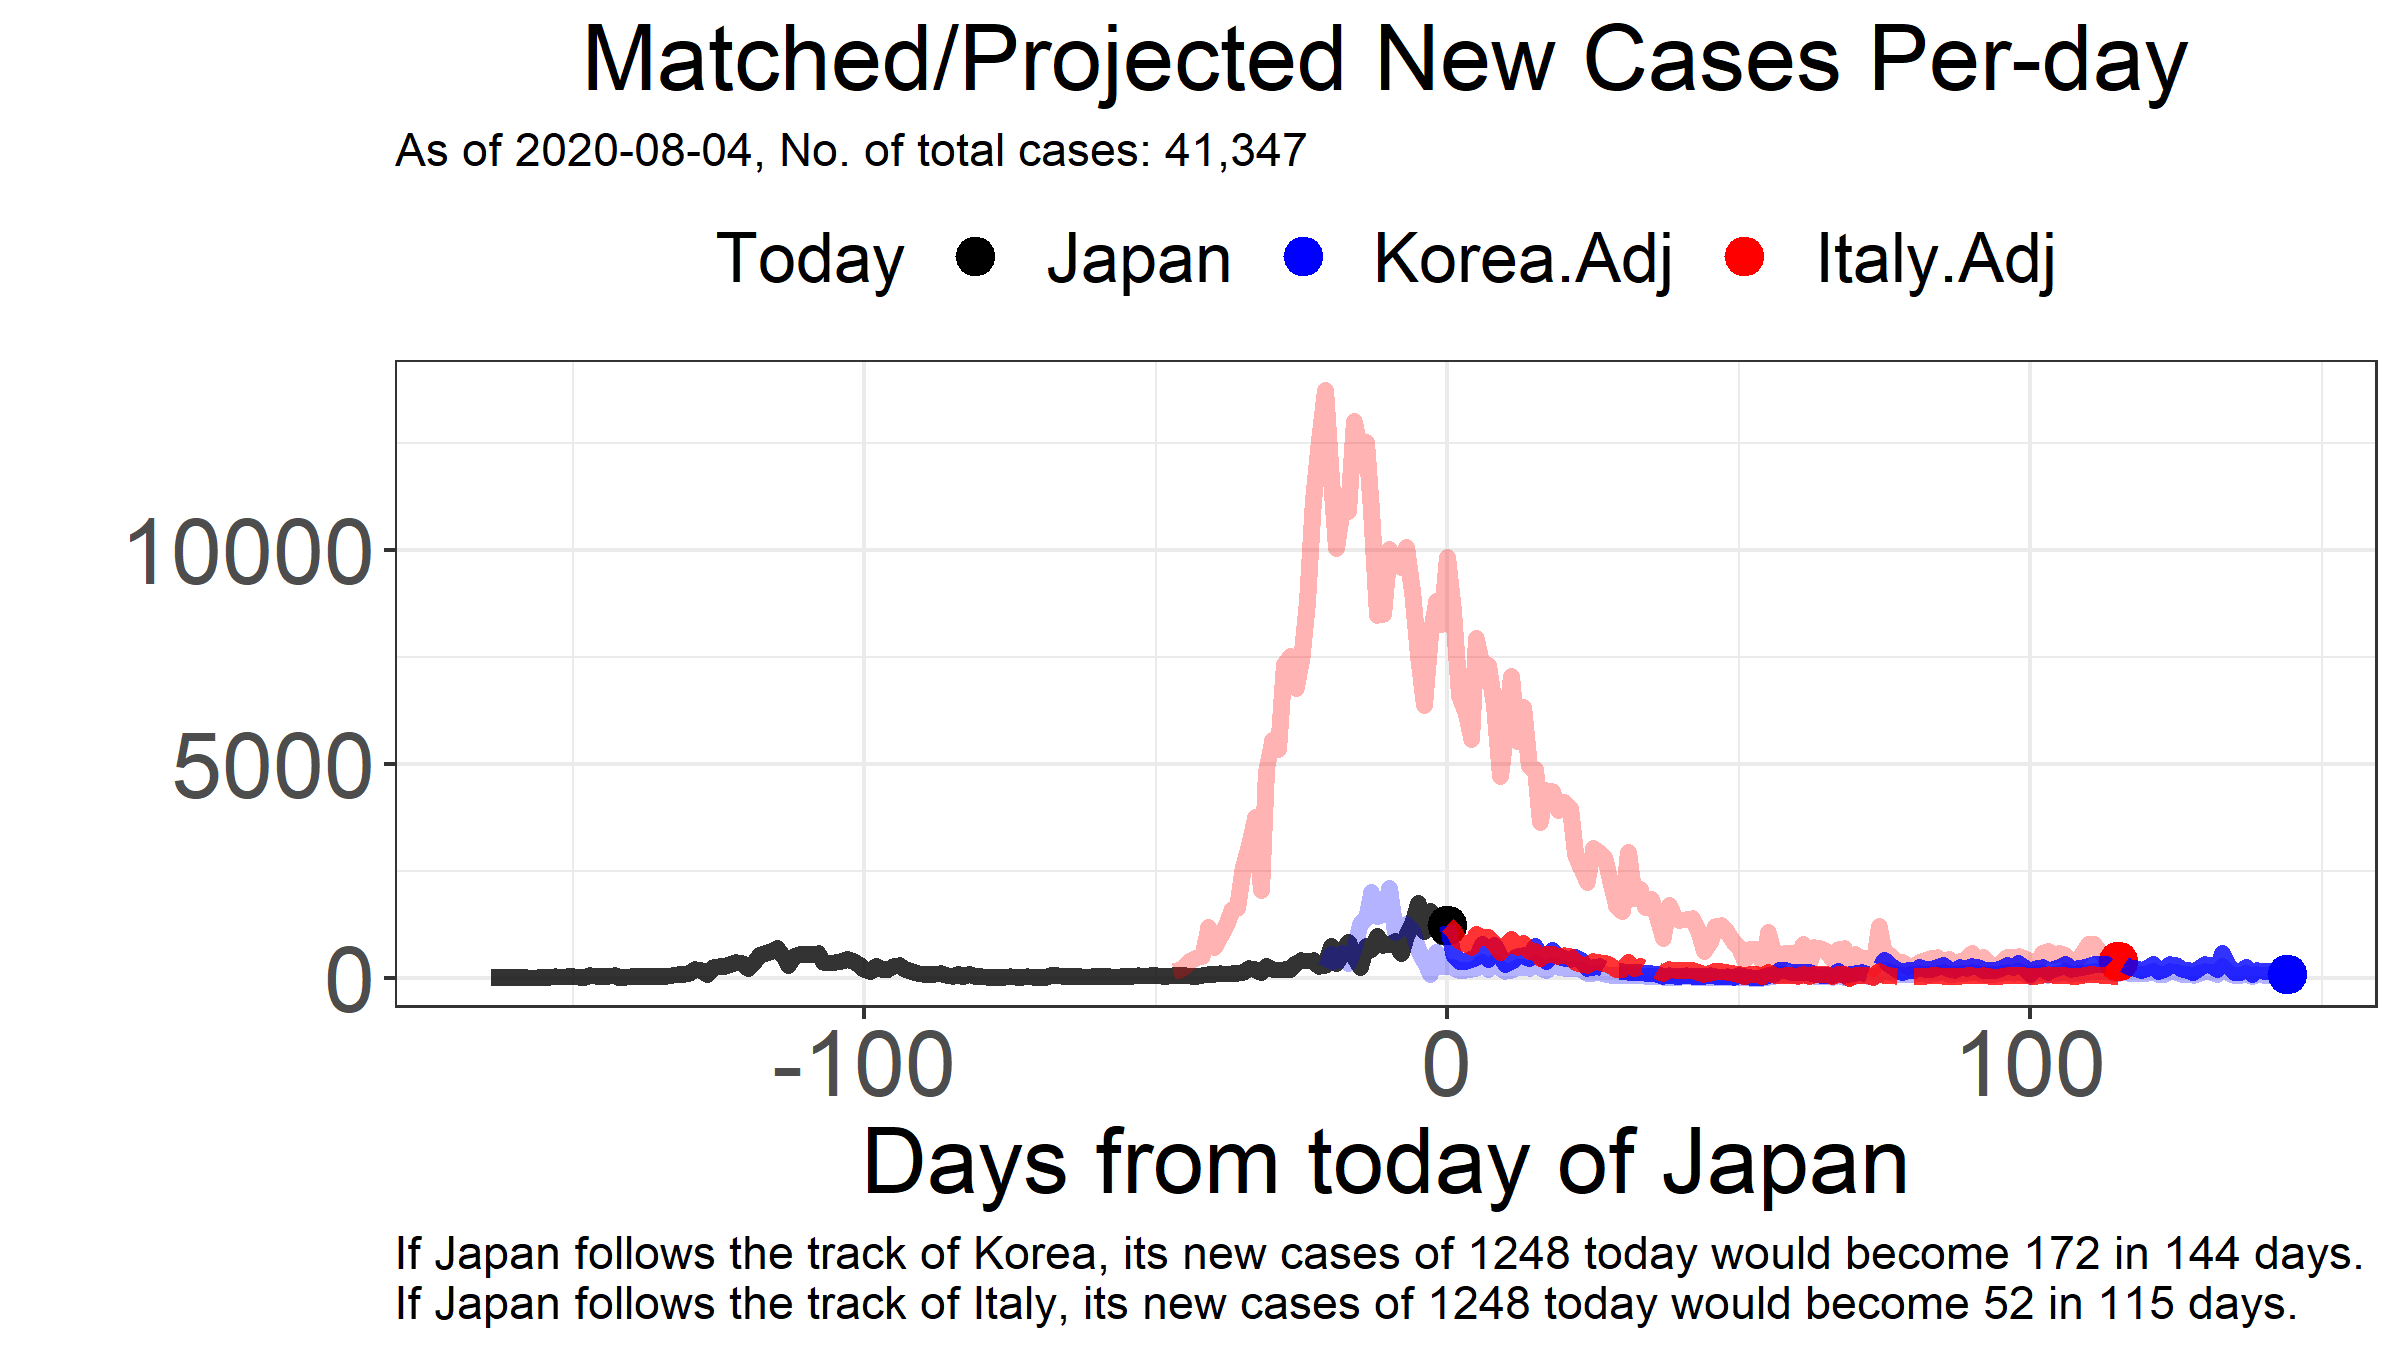 Matched/Projected New Cases Per-day
As of 2020-08-04, No. of total cases: 41,347
Today Japan Korea.Adj Italy.Adj
10000
5000
0
-100 0 100
Days from today of Japan
If Japan follows the track of Korea, its new cases of 1248 today would become 172 in 144 days.
If Japan follows the track of Italy, its new cases of 1248 today would become 52 in 115 days.